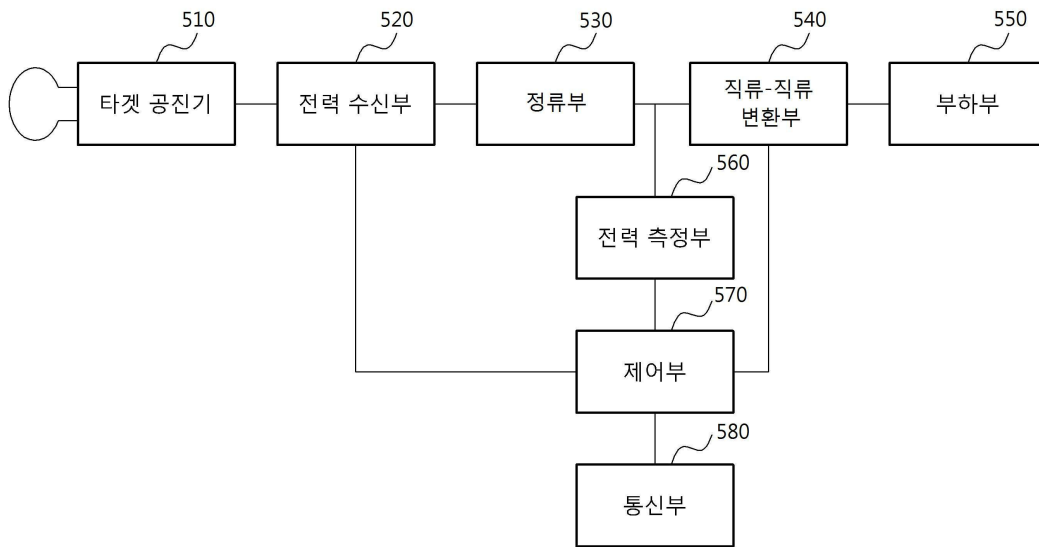 510
520
530
540
550
타겟 공진기
전력 수신부
정류부
직류-직류
변환부
부하부
560
전력 측정부
570
제어부
580
통신부